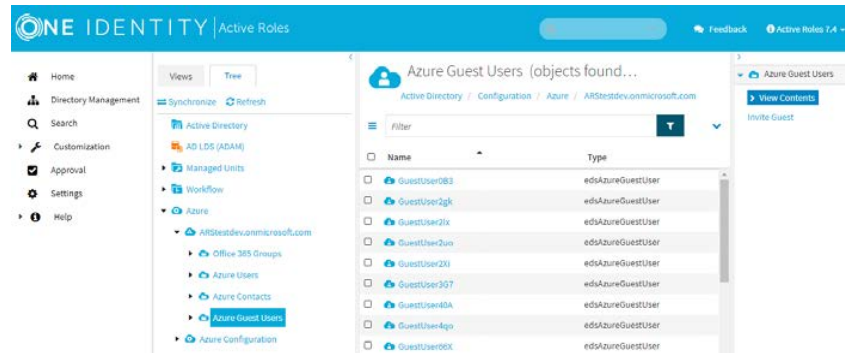 ONE IDENTITY | Active Roles
Feedback
Active Roles 7.4
Home
Directory Management
Search
Customization
Approval
Settings
Help
Views Tree
Synchronize Refresh
Active Directory
AD LDS (ADAM)
Managed Units
Workflow
Azure
ARStestdev.onmicrosoft.com
Office 365 Groups
Azure Users
Azure Contacts
Azure Guest Users
Azure Configuration
Azure Guest Users (objects found...
Active Directory / Configuration / Azure / ARStestdev.onmicrosoft.com
Filter
Name Type
GuestUser0B3 edsAzureGuestUser
GuestUser2gk edsAzureGuestUser
GuestUser2lx edsAzureGuestUser
GuestUser2uo edsAzureGuestUser
GuestUser2XI edsAzureGuestUser
GuestUser3G7 edsAzureGuestUser
GuestUser40A edsAzureGuestUser
GuestUser4qo edsAzureGuestUser
GuestUser66X edsAzureGuestUser
Azure Guest Users
View Contents
Invite Guest